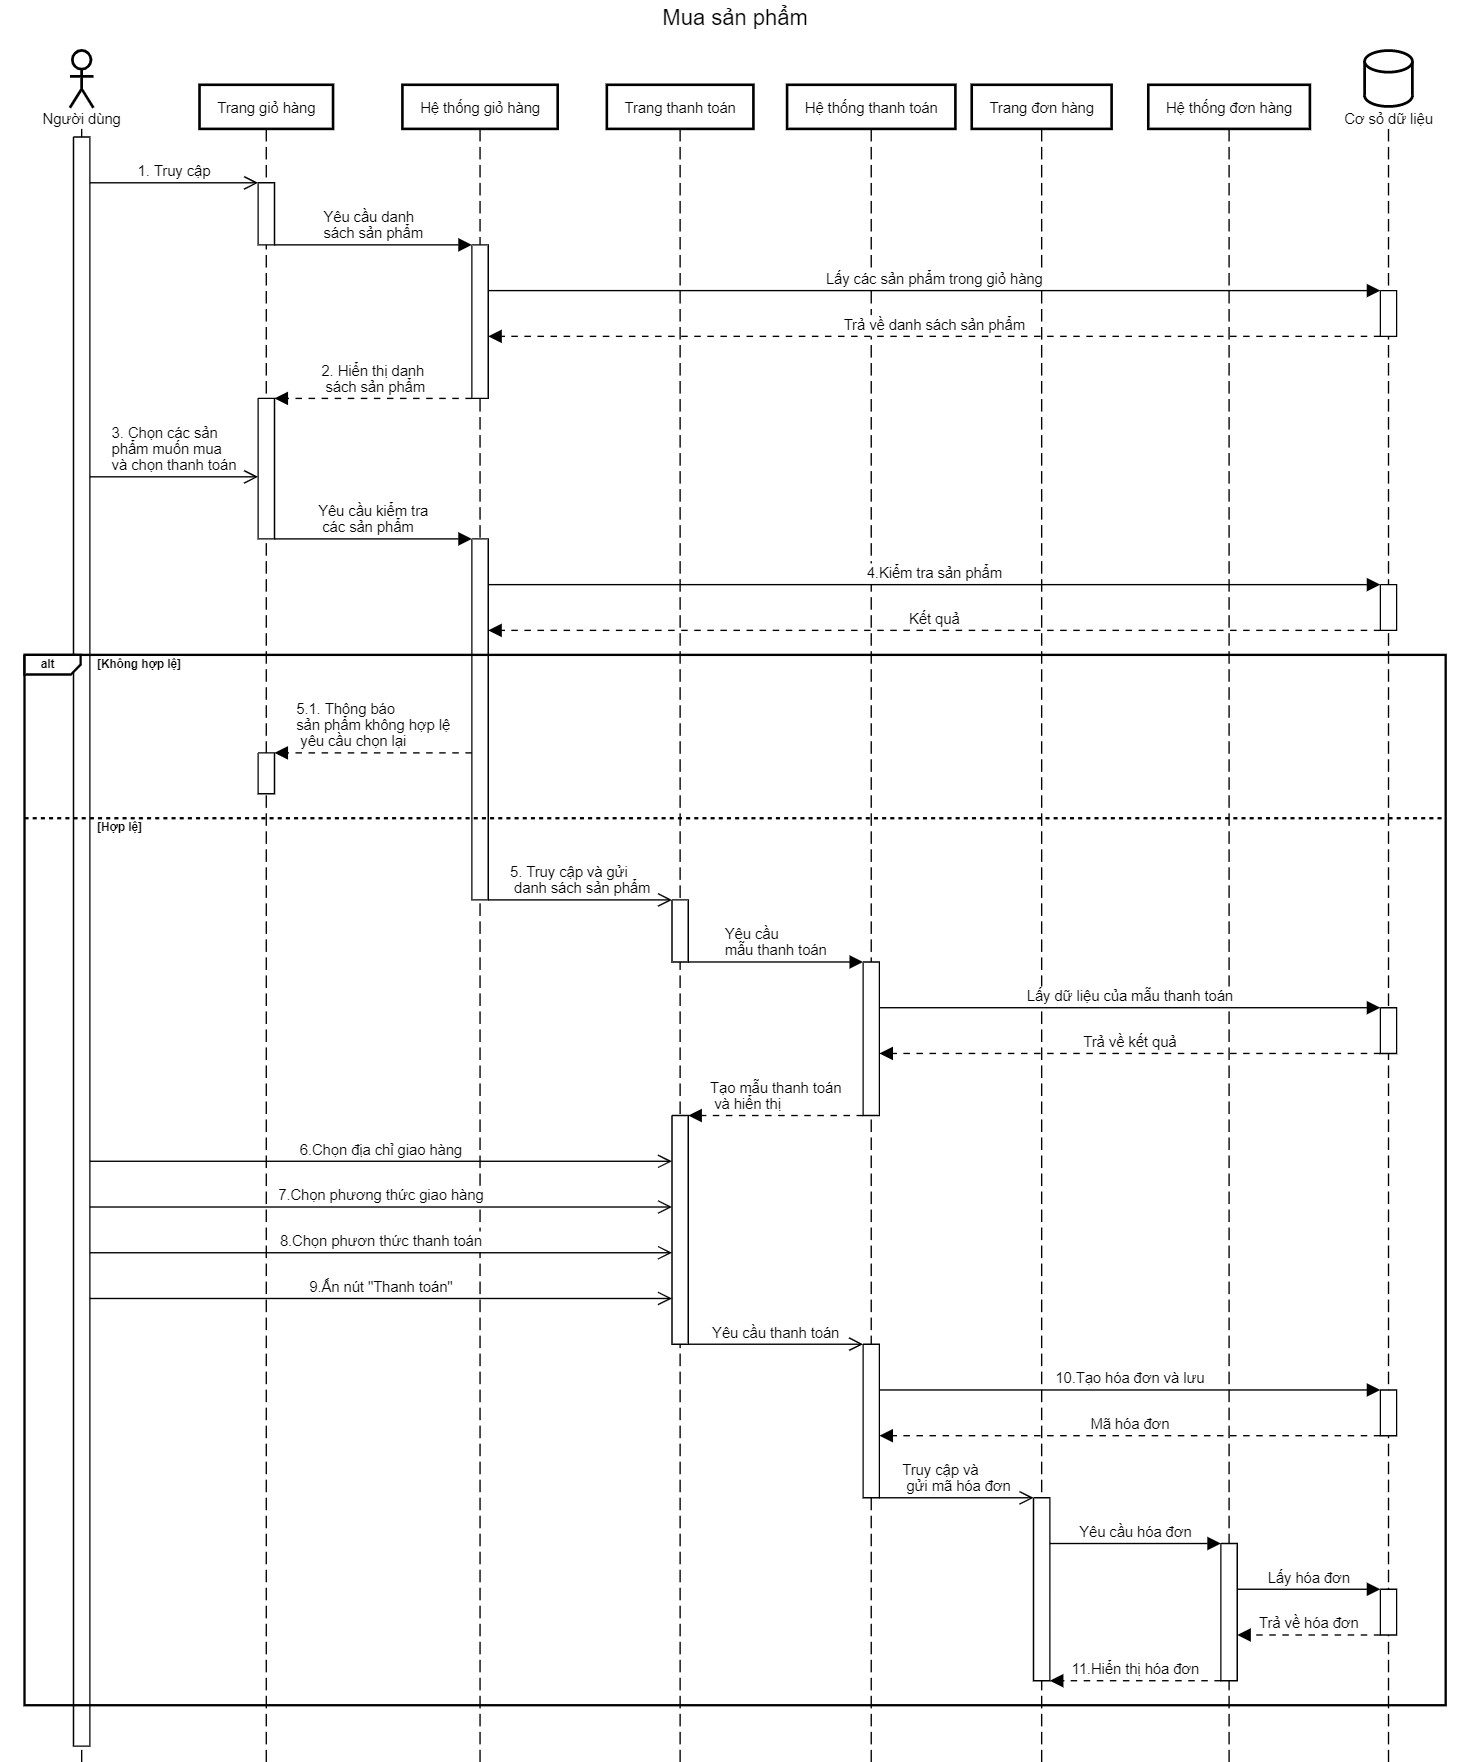 Mua sản phẩm
Người dùng
Trang giỏ hàng
Hệ thống giỏ hàng
Trang thanh toán
Hệ thống thanh toán
Trang đơn hàng
Hệ thống đơn hàng
Cơ sỏ dữ liệu
1. Truy cập
Yêu cầu danh
sách sản phẩm
Lấy các sản phẩm trong giỏ hàng
Trả về danh sách sản phẩm
2. Hiển thị danh
sách sản phẩm
3. Chọn các sản
phẩm muốn mua
và chọn thanh toán
Yêu cầu kiểm tra
các sản phẩm
4.Kiểm tra sản phẩm
Kết quả
alt
[Không hợp lệ]
5.1. Thông báo
sản phẩm không hợp lệ
yêu cầu chọn lại
[Hợp lệ]
5. Truy cập và gửi
danh sách sản phẩm
Yêu cầu
mẫu thanh toán
Lấy dữ liệu của mẫu thanh toán
Trả về kết quả
Tạo mẫu thanh toán
và hiển thị
6.Chọn địa chỉ giao hàng
7.Chọn phương thức giao hàng
8.Chọn phươn thức thanh toán
9.Ấn nút "Thanh toán"
Yêu cầu thanh toán
10.Tạo hóa đơn và lưu
Mã hóa đơn
Truy cập và
gửi mã hóa đơn
Yêu cầu hóa đơn
Lấy hóa đơn
Trả về hóa đơn
11.Hiển thị hóa đơn